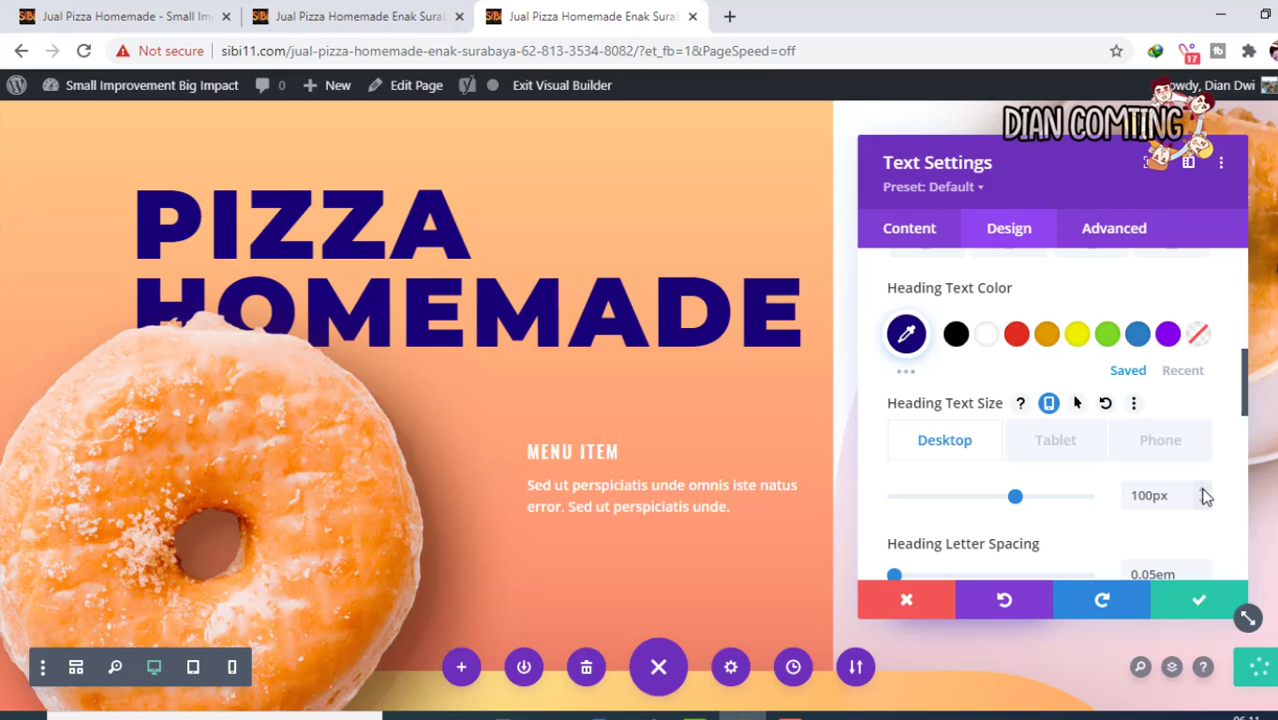 Jual Pizza Homemade - Small Im
Jual Pizza Homemade Enak Surab
Jual Pizza Homemade Enak Surab
Not secure
sibi11.com/jual-pizza-homemade-enak-surabaya-62-813-3534-8082/?et_fb=1&PageSpeed=off
17
Small Improvement Big Impact
0
New
Edit Page
Exit Visual Builder
owdy, Dian Dwi
DIAN COMTING
PIZZA
HOMEMADE
MENU ITEM
Sed ut perspiciatis unde omnis iste natus
error. Sed ut perspiciatis unde.
Text Settings
Preset: Default
Content
Design
Advanced
Heading Text Color
Saved
Recent
Heading Text Size
Desktop
Tablet
Phone
100px
Heading Letter Spacing
0.05em